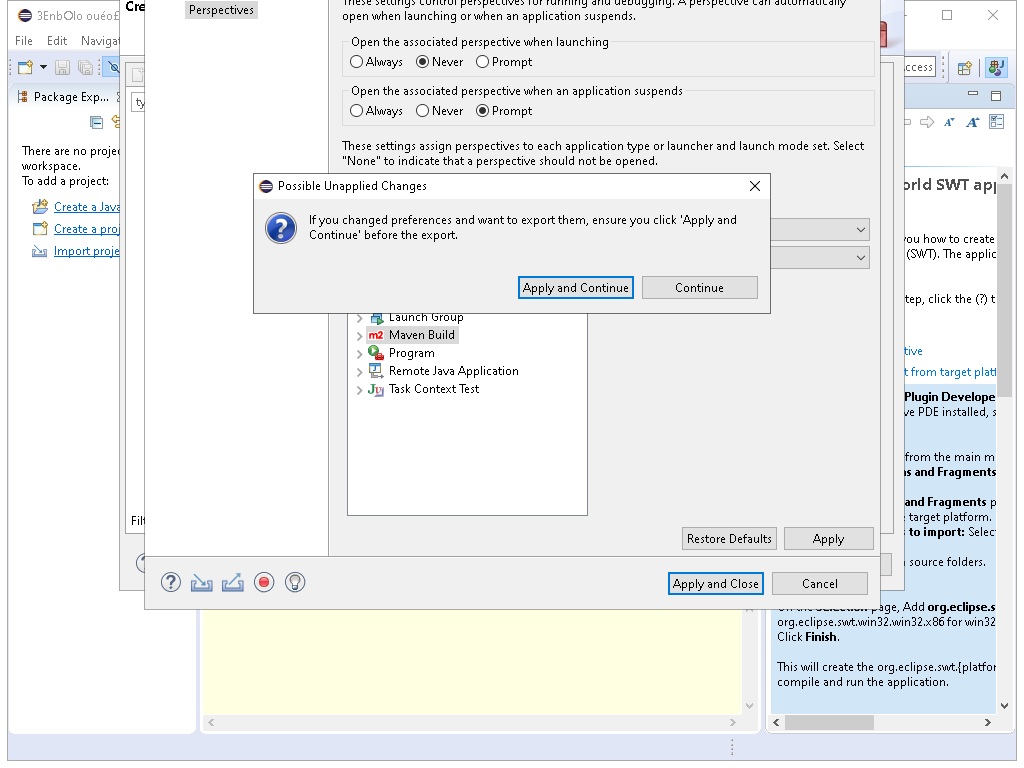 3EnbOlo ouéo£
File Edit Navigat
Cre
Perspectives
These settings control perspectives for running and debugging. A perspective can automatically
open when launching or when an application suspends.
Open the associated perspective when launching
Always Never Prompt
Open the associated perspective when an application suspends
Always Never Prompt
These settings assign perspectives to each application type or launcher and launch mode set. Select
"None" to indicate that a perspective should not be opened.
Package Exp...
ty
There are no proje
workspace.
To add a project:
Create a Java
Create a proj
Import proje
Possible Unapplied Changes
If you changed preferences and want to export them, ensure you click 'Apply and
Continue' before the export.
Apply and Continue Continue
Launch Group
m2 Maven Build
Program
Remote Java Application
Task Context Test
Restore Defaults Apply
Filt
Apply and Close Cancel
ccess
orld SWT app
you how to create
(SWT). The applic
tep, click the (?) t
tive
t from target platf
Plugin Develope
ve PDE installed, s
from the main m
ns and Fragments
and Fragments p
target platform.
to import: Selec
source folders.
On the Selection page, Add org.eclipse.s
org.eclipse.swt.win32.win32.x86 for win32
Click Finish.
This will create the org.eclipse.swt.{platfor
compile and run the application.